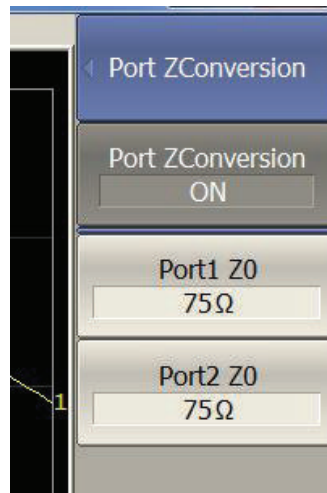 Port ZConversion
Port ZConversion
ON
Port1 Z0
75Ω
Port2 Z0
75Ω
1